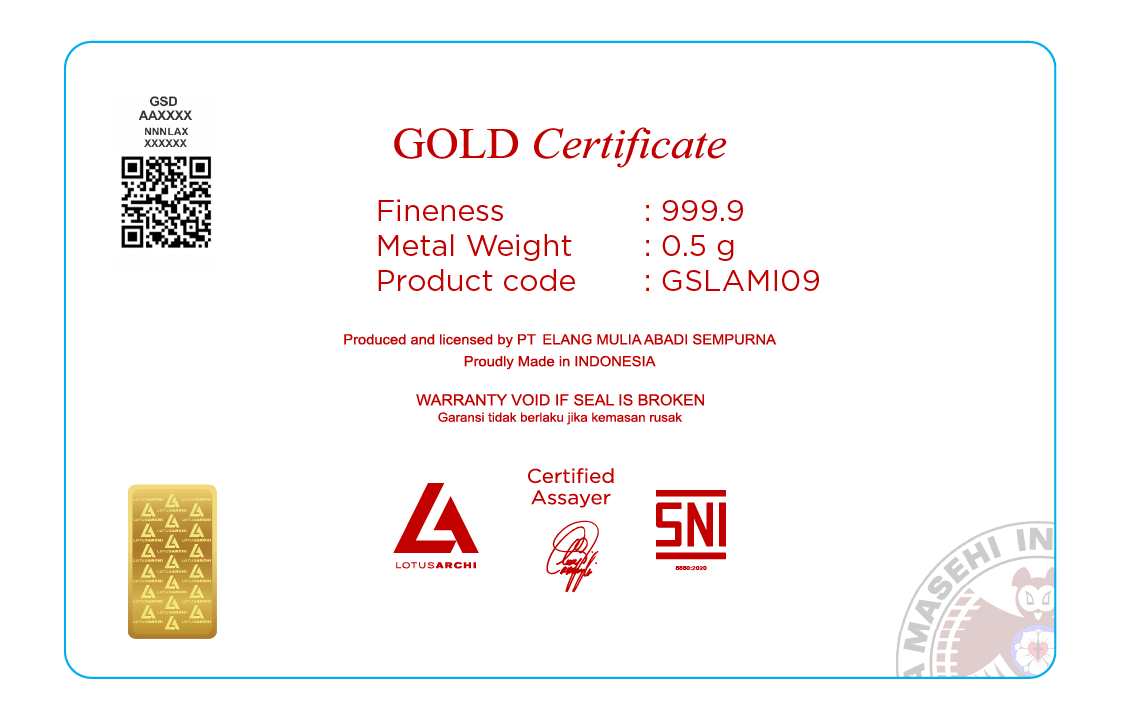 GSD
AAXXXX
NNNLAX
XXXXXX
GOLD Certificate
Fineness : 999.9
Metal Weight : 0.5 g
Product code : GSLAMI09
Produced and licensed by PT ELANG MULIA ABADI SEMPURNA
Proudly Made in INDONESIA
WARRANTY VOID IF SEAL IS BROKEN
Garansi tidak berlaku jika kemasan rusak
Certified
Assayer
LOTUSARCHI
SNI
8880:2020
MASEHI IN